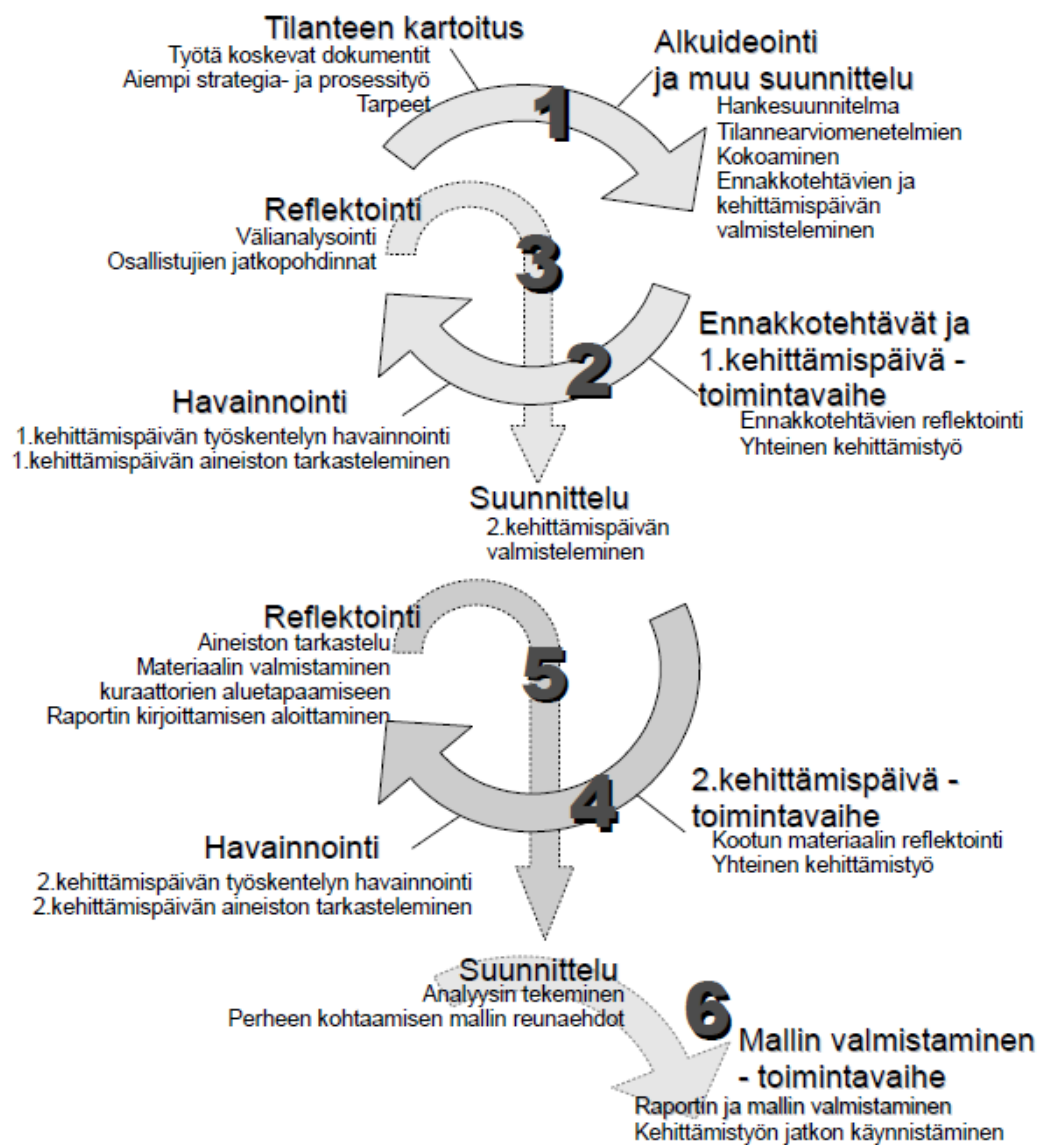 Tilanteen kartoitus
Työtä koskevat dokumentit
Aiempi strategia- ja prosessityö
Tarpeet
1
Alkuideointi
ja muu suunnittelu
Hankesuunnitelma
Tilannearviomenetelmien
Kokoaminen
Ennakkotehtävien ja
kehittämispäivän
valmisteleminen
Reflektointi
Välianalysointi
Osallistujien jatkopohdinnat
3
Ennakkotehtävät ja
1.kehittämispäivä -
toimintavaihe
Ennakkotehtävien reflektointi
Yhteinen kehittämistyö
2
Havainnointi
1.kehittämispäivän työskentelyn havainnointi
1.kehittämispäivän aineiston tarkasteleminen
Suunnittelu
2.kehittämispäivän
valmisteleminen
Reflektointi
Aineiston tarkastelu
Materiaalin valmistaminen
kuraattorien aluetapaamiseen
Raportin kirjoittamisen aloittaminen
5
2.kehittämispäivä -
toimintavaihe
Kootun materiaalin reflektointi
Yhteinen kehittämistyö
4
Havainnointi
2.kehittämispäivän työskentelyn havainnointi
2.kehittämispäivän aineiston tarkasteleminen
Suunnittelu
Analyysin tekeminen
Perheen kohtaamisen mallin reunaehdot
6
Mallin valmistaminen
- toimintavaihe
Raportin ja mallin valmistaminen
Kehittämistyön jatkon käynnistäminen